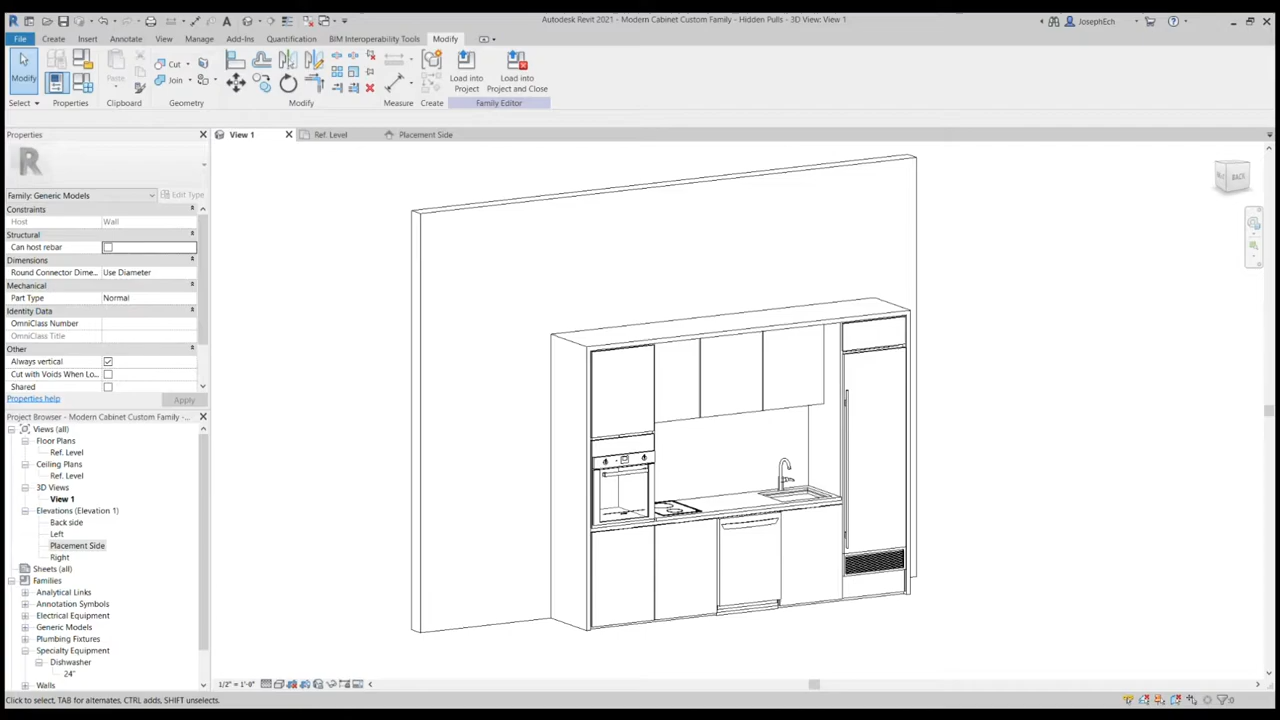 Autodesk Revit 2021 - Modern Cabinet Custom Family - Hidden Pulls - 3D View: View 1
JosephEch
File Create Insert Annotate View Manage Add-Ins Quantification BIM Interoperability Tools Modify
Modify Paste Cut Join Load into Project Load into Project and Close
Select Properties Clipboard Geometry Modify Measure Create Family Editor
Properties
View 1 Ref. Level Placement Side
Family: Generic Models Edit Type
Constraints
Host Wall
Structural
Can host rebar
Dimensions
Round Connector Dime... Use Diameter
Mechanical
Part Type Normal
Identity Data
OmniClass Number
OmniClass Title
Other
Always vertical
Cut with Voids When Lo...
Shared
Properties help Apply
Project Browser - Modern Cabinet Custom Family -...
Views (all)
Floor Plans
Ref. Level
Ceiling Plans
Ref. Level
3D Views
View 1
Elevations (Elevation 1)
Back side
Left
Placement Side
Right
Sheets (all)
Families
Analytical Links
Annotation Symbols
Electrical Equipment
Generic Models
Plumbing Fixtures
Specialty Equipment
Dishwasher
24"
Walls
BACK
1/2" = 1'-0"
Click to select, TAB for alternates, CTRL adds, SHIFT unselects.
:0